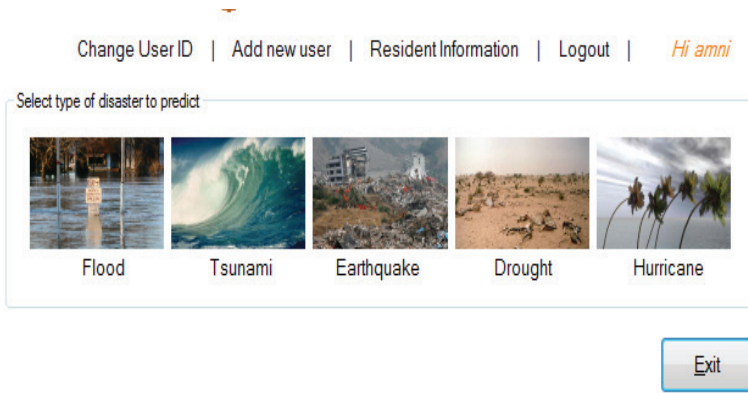 Change User ID | Add new user | Resident Information | Logout | Hi amni
Select type of disaster to predict
Flood Tsunami Earthquake Drought Hurricane
Exit